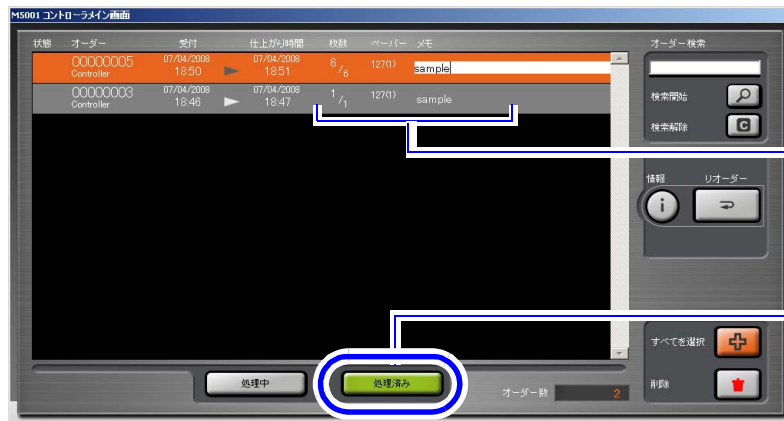 M5001 コントローラメイン画面
状態 オーダー 受付 仕上がり時間 枚数 ペーパー メモ
00000005 07/04/2008 07/04/2008 6/6 127(1) sample
Controller 18:50 18:51
00000003 07/04/2008 07/04/2008 1/1 127(1) sample
Controller 18:46 18:47
オーダー検索
検索開始
検索解除 C
情報 リオーダー
i
すべてを選択
処理中 処理済み オーダー数 2 削除